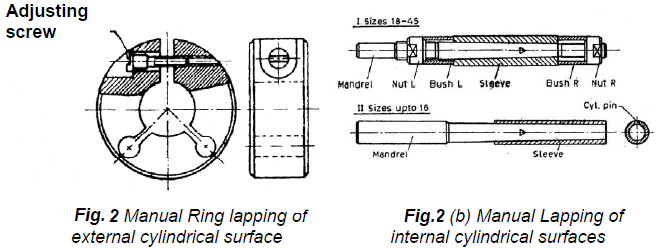 Adjusting
screw
I Sizes 18-45
Mandrel Nut L Bush L Sleeve Bush R Nut R
II Sizes upto 16
Cyl. pin
Mandrel Sleeve
Fig. 2 Manual Ring lapping of
external cylindrical surface
Fig.2 (b) Manual Lapping of
internal cylindrical surfaces